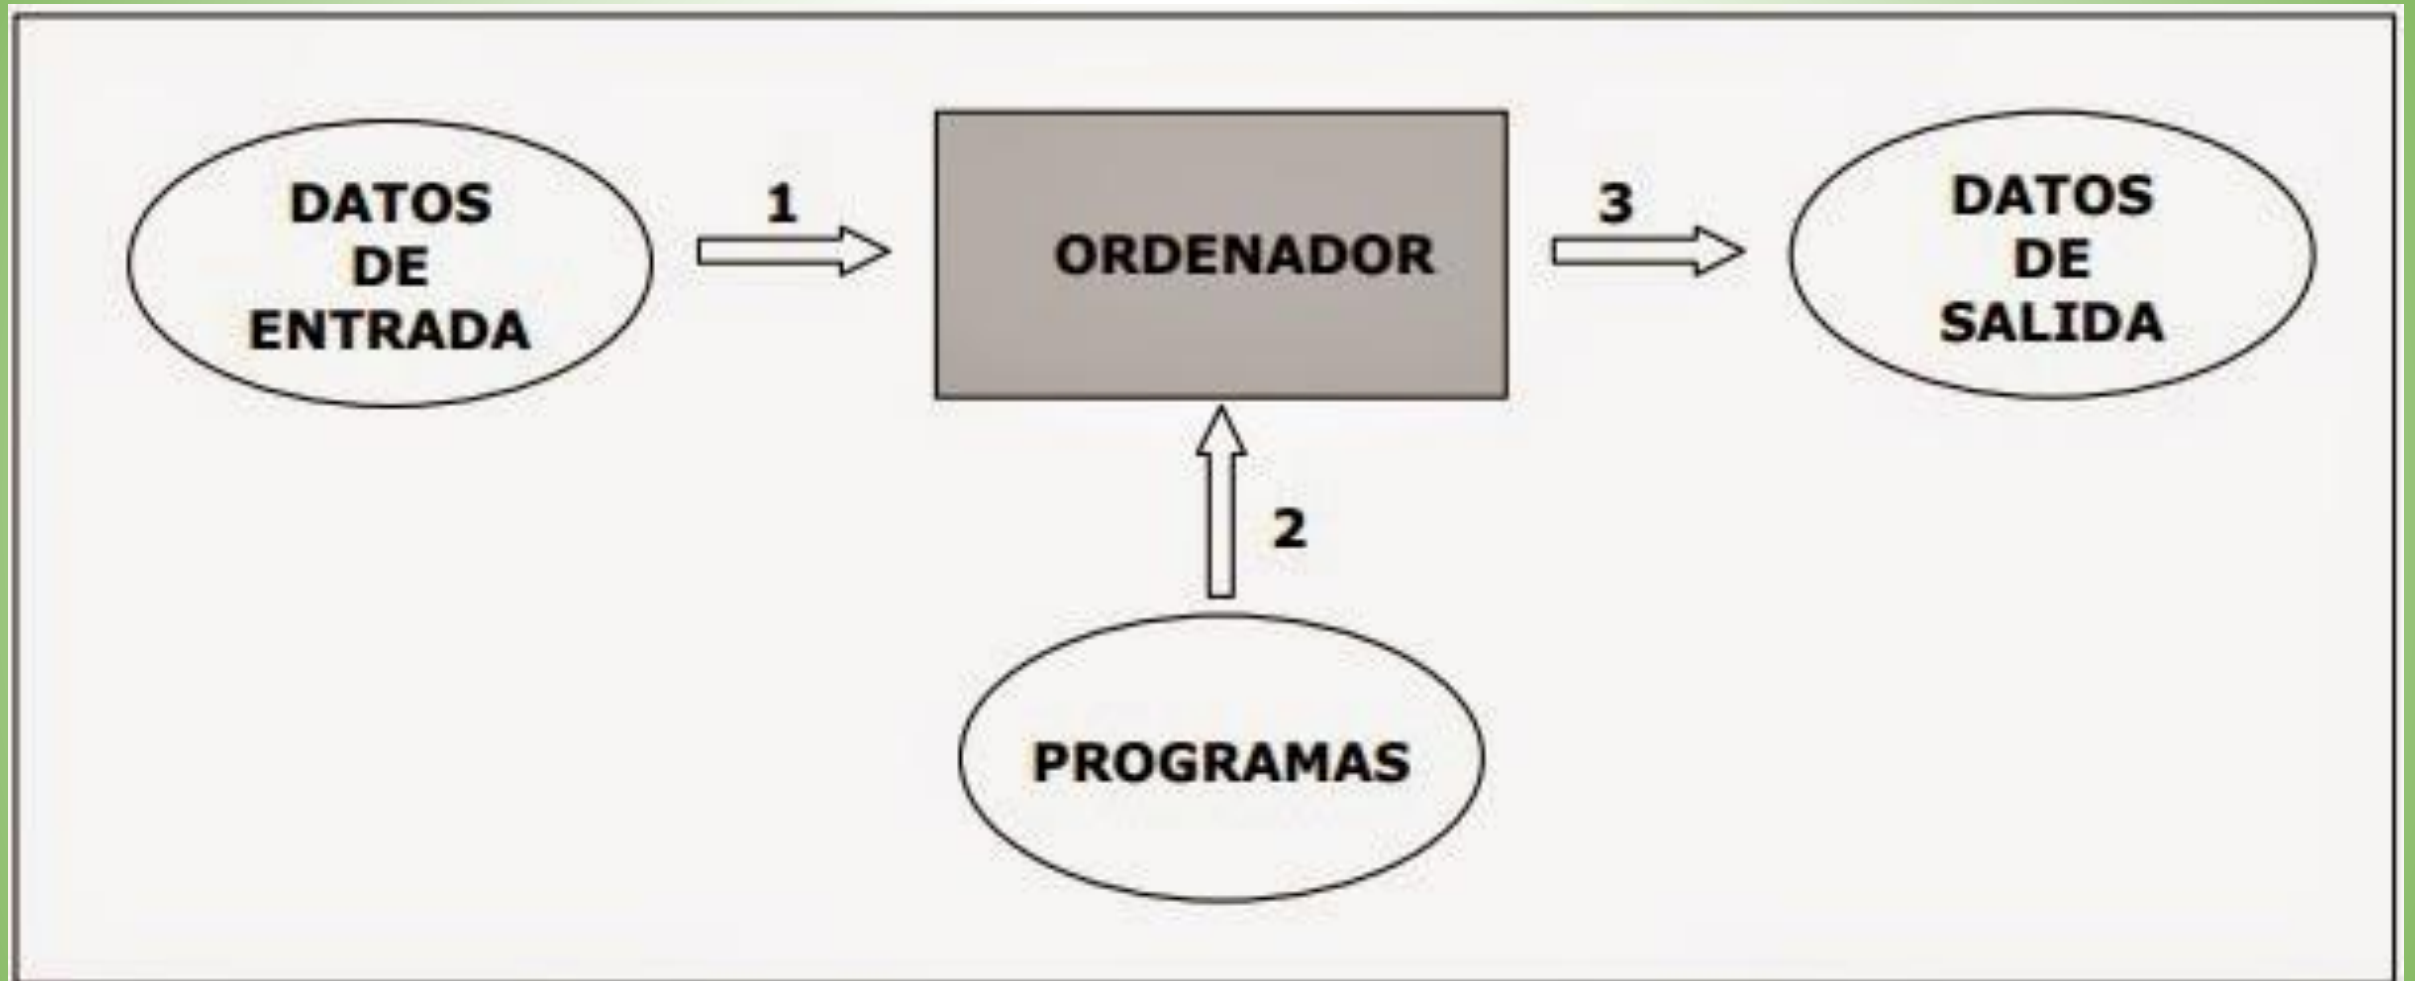 DATOS
DE
ENTRADA
1
ORDENADOR
3
DATOS
DE
SALIDA
2
PROGRAMAS